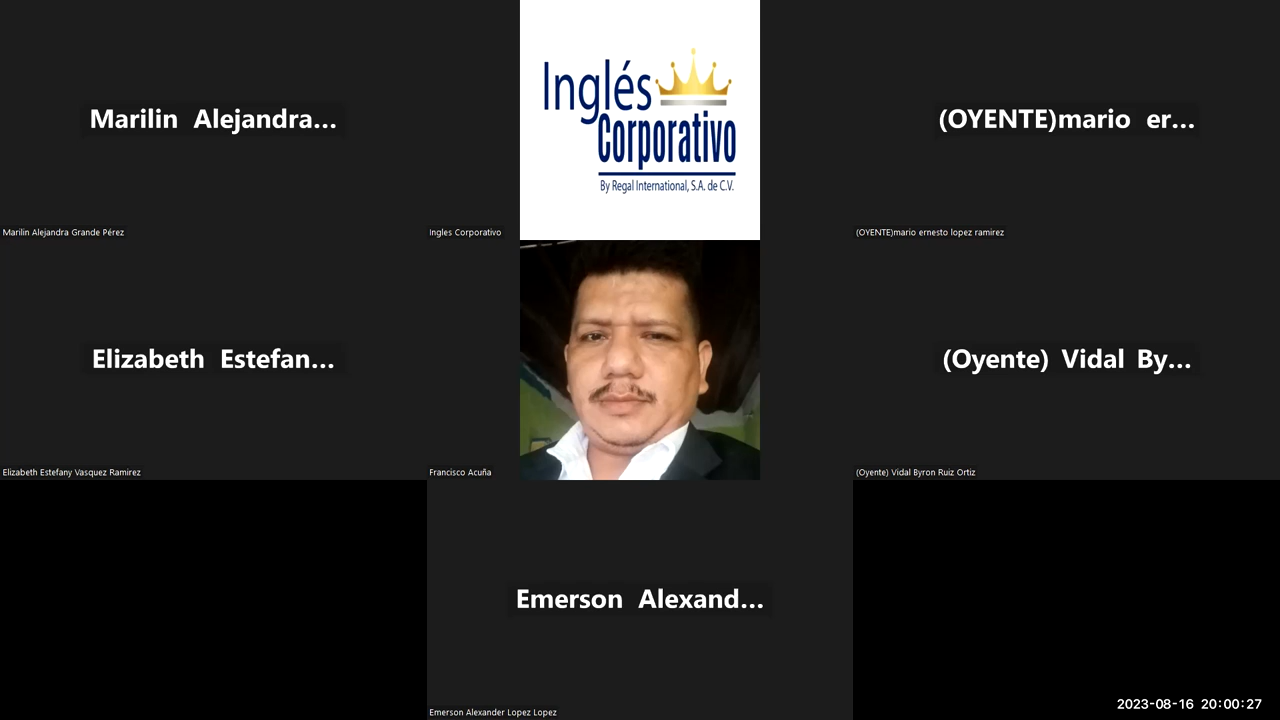 Marilin Alejandra...
Marilin Alejandra Grande Pérez
Inglés
Corporativo
By Regal International, S.A. de C.V.
Ingles Corporativo
(OYENTE)mario er...
(OYENTE)mario ernesto lopez ramirez
Elizabeth Estefan...
Elizabeth Estefany Vasquez Ramirez
Francisco Acuña
(Oyente) Vidal By...
(Oyente) Vidal Byron Ruiz Ortiz
Emerson Alexand...
Emerson Alexander Lopez Lopez
2023-08-16 20:00:27